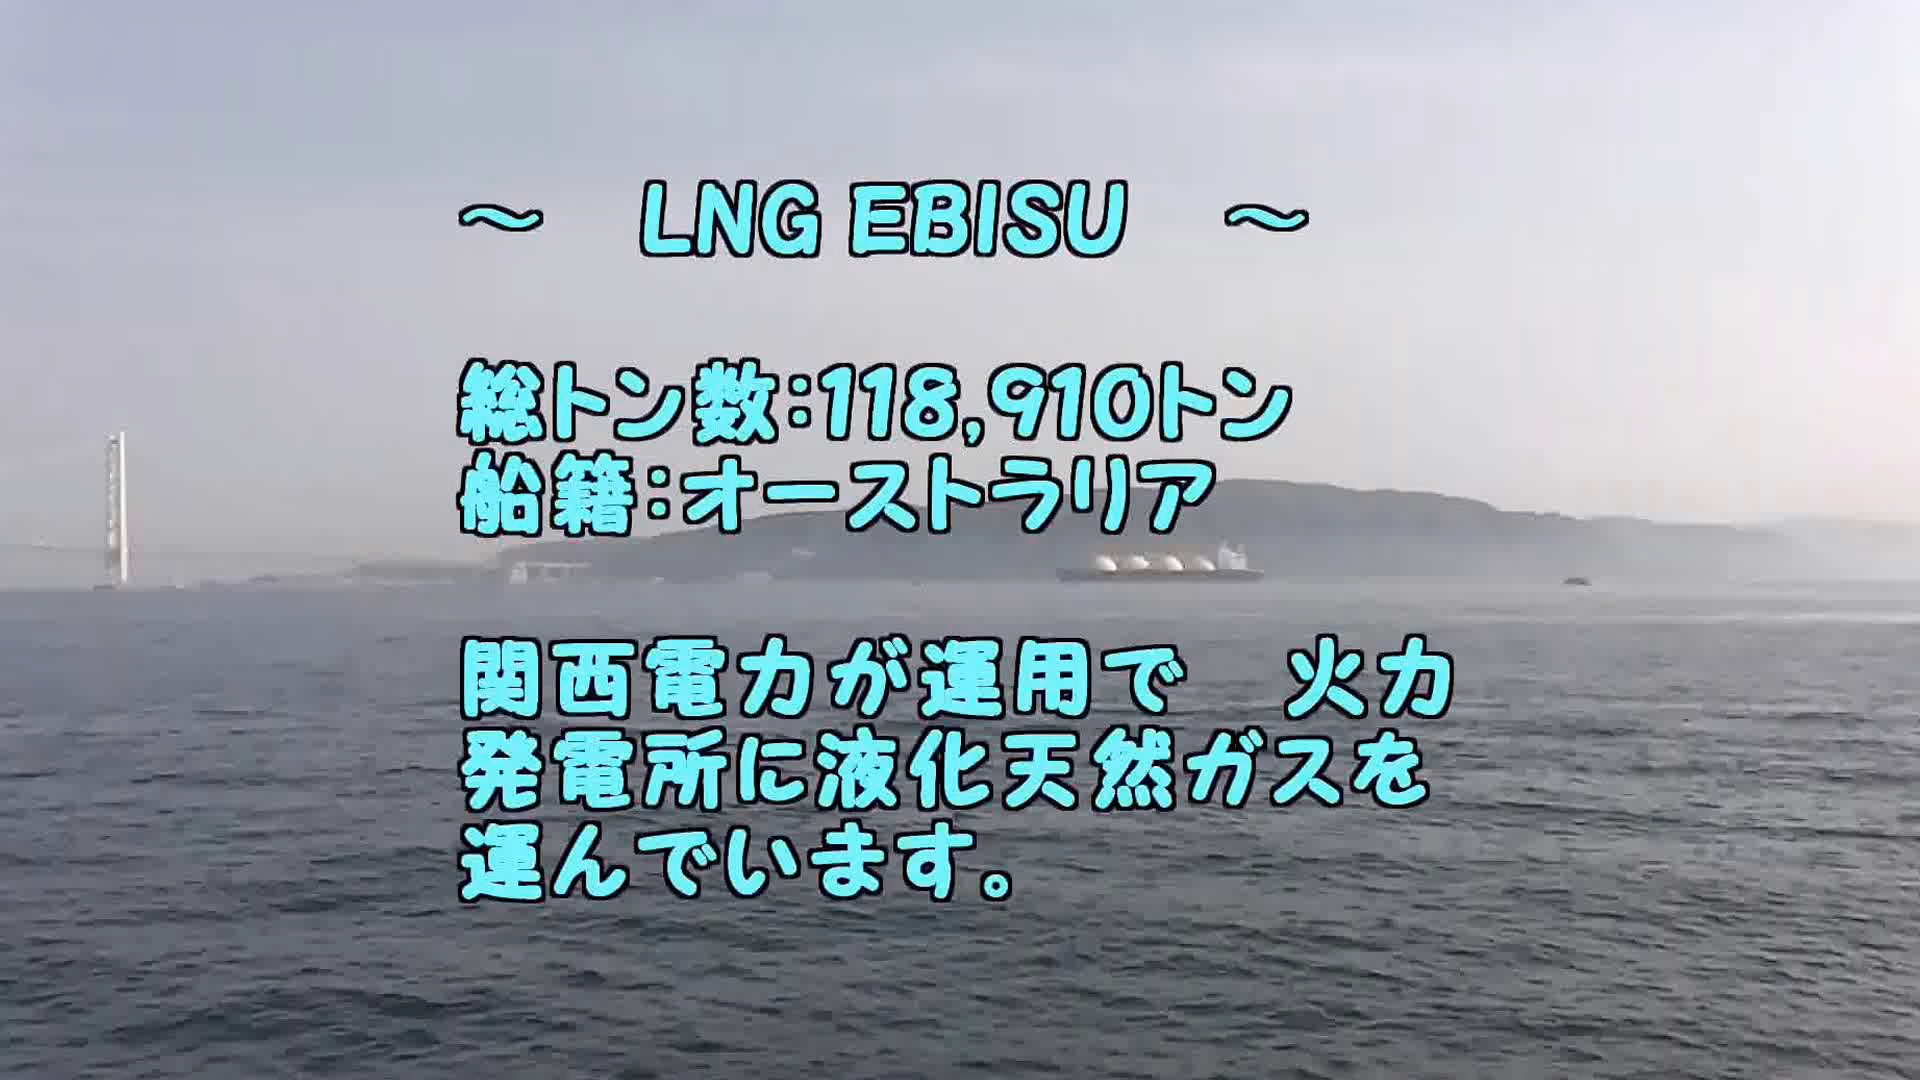 ～　LNG EBISU　～
総トン数：118,910トン
船籍：オーストラリア
関西電力が運用で　火力
発電所に液化天然ガスを
運んでいます。